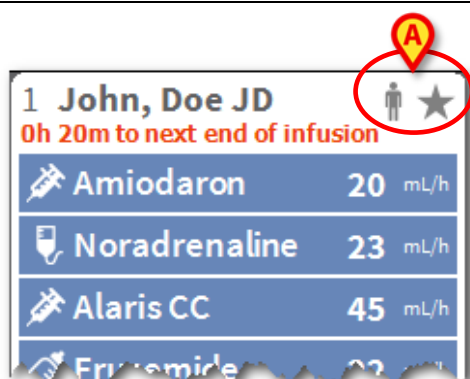 A
1 John, Doe JD
0h 20m to next end of infusion
Amiodaron 20 mL/h
Noradrenaline 23 mL/h
Alaris CC 45 mL/h